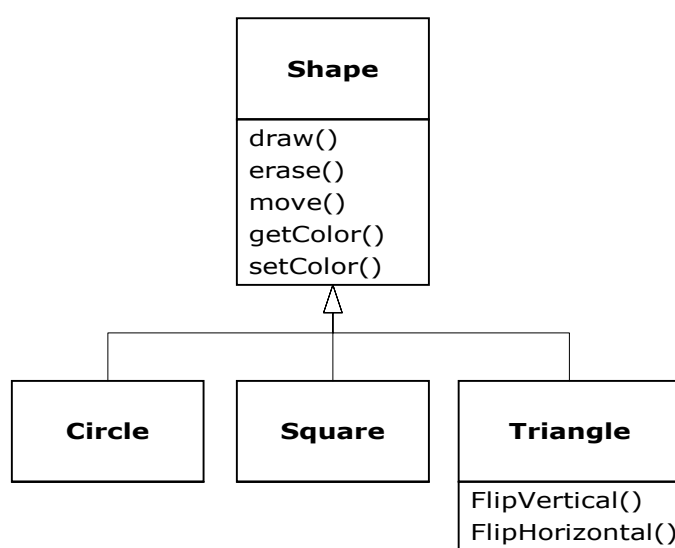 Shape
draw()
erase()
move()
getColor()
setColor()
Circle
Square
Triangle
FlipVertical()
FlipHorizontal()